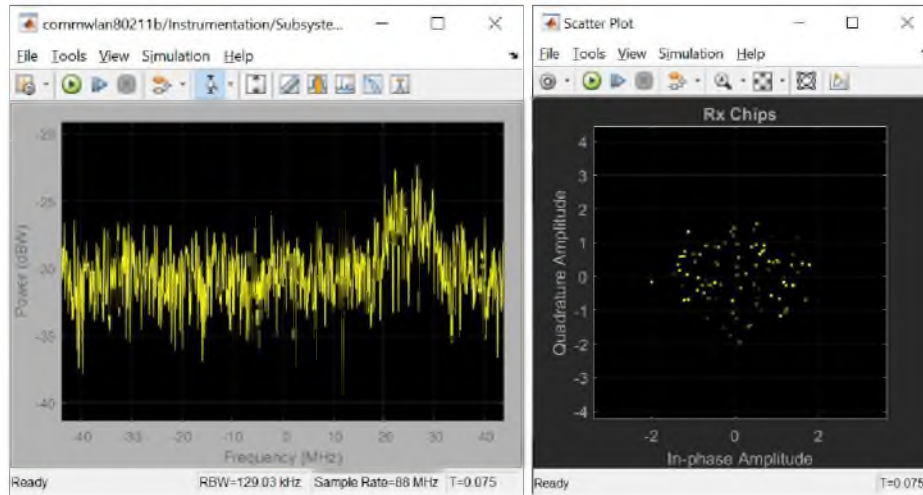 commwlan80211b/Instrumentation/Subsyste...
File Tools View Simulation Help
-20
-25
-30
-35
-40
Power (dBW)
-40 -30 -20 -10 0 10 20 30 40
Frequency (MHz)
Ready RBW=129.03 kHz Sample Rate=88 MHz T=0.075
Scatter Plot
File Tools View Simulation Help
Rx Chips
4
3
2
1
0
-1
-2
-3
-4
Quadrature Amplitude
-2 0 2
In-phase Amplitude
Ready T=0.075